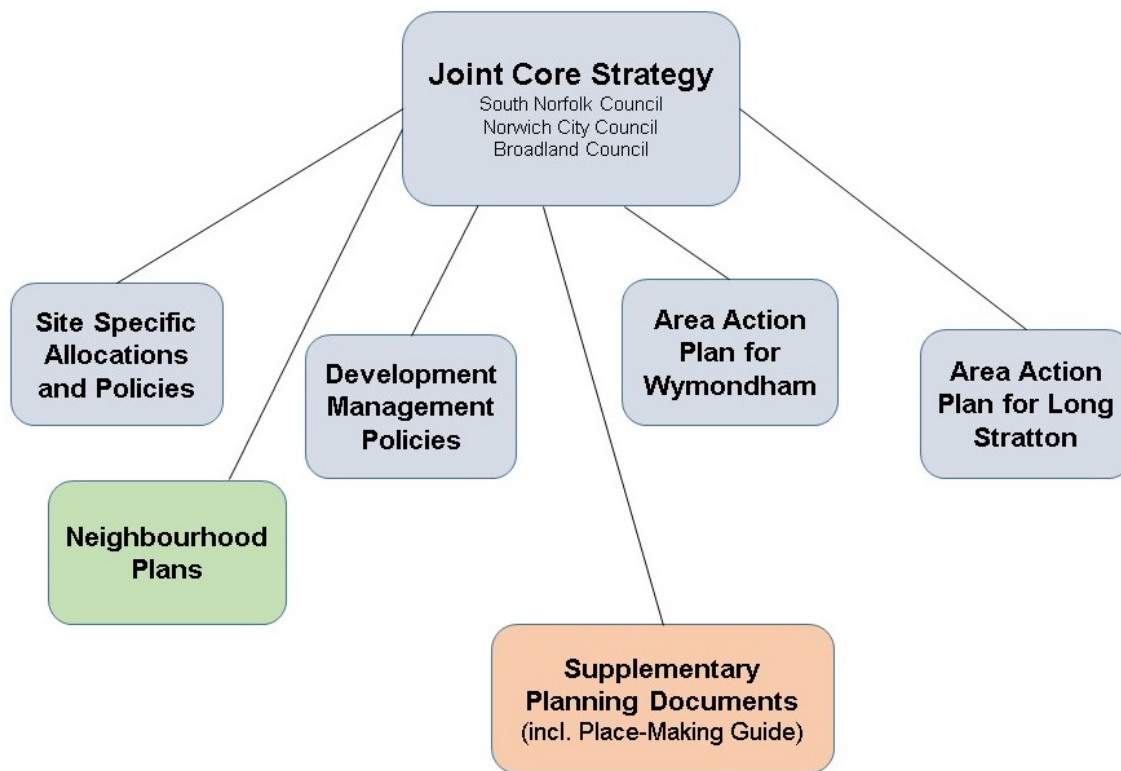 Joint Core Strategy
South Norfolk Council
Norwich City Council
Broadland Council
Site Specific
Allocations
and Policies
Neighbourhood
Plans
Development
Management
Policies
Supplementary
Planning Documents
(incl. Place-Making Guide)
Area Action
Plan for
Wymondham
Area Action
Plan for Long
Stratton